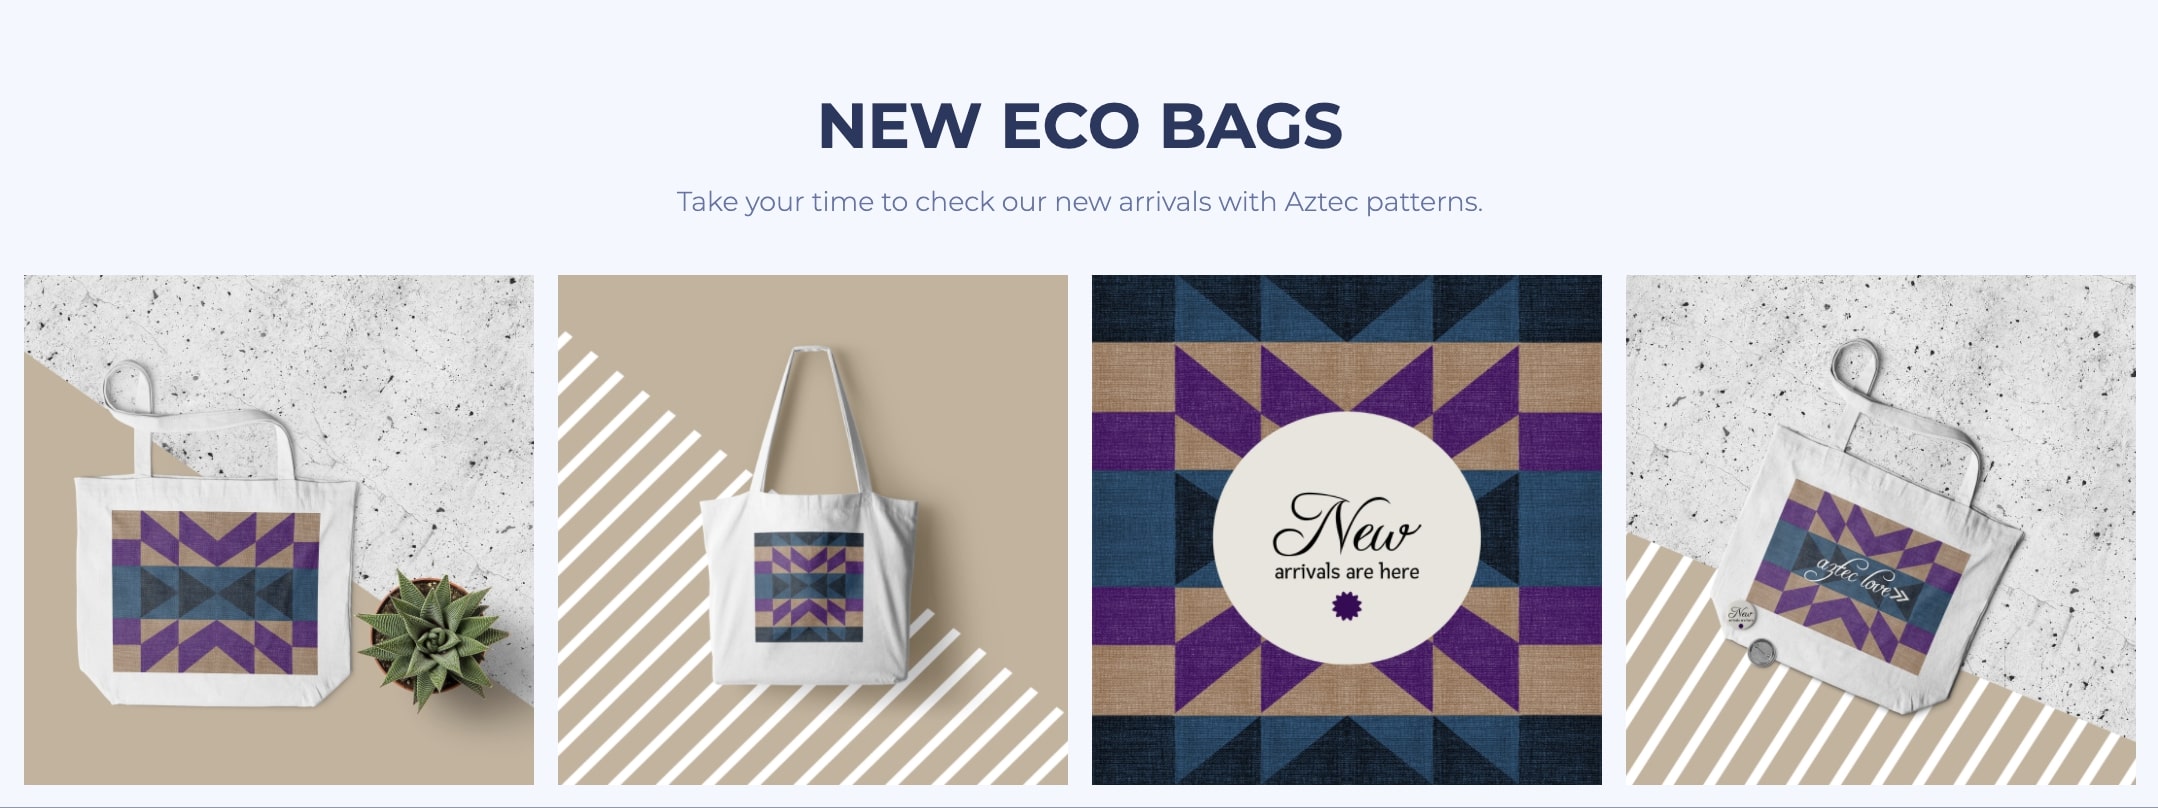 NEW ECO BAGS
Take your time to check our new arrivals with Aztec patterns.
New
arrivals are here
aztec love
New